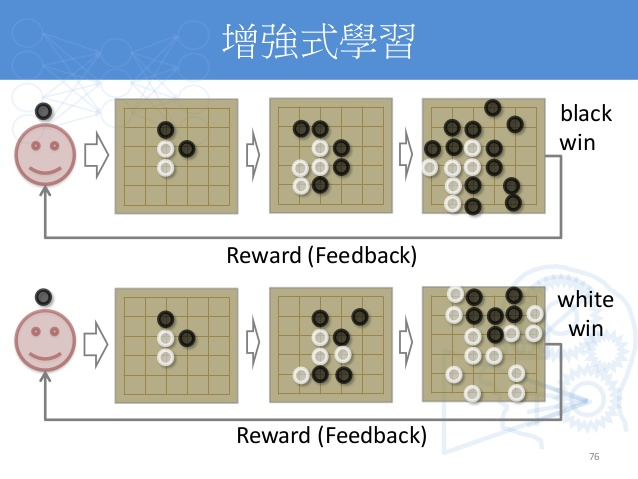 增強式學習
black
win
Reward (Feedback)
white
win
Reward (Feedback)
76